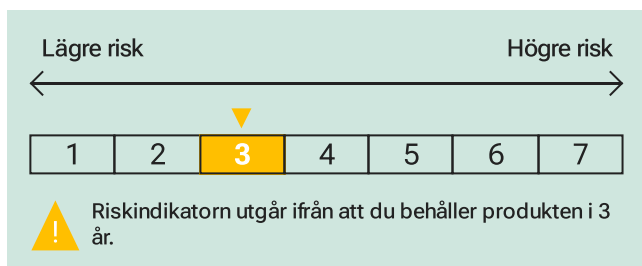 Lägre risk Högre risk
1 2 3 4 5 6 7
Riskindikatorn utgår ifrån att du behåller produkten i 3
år.